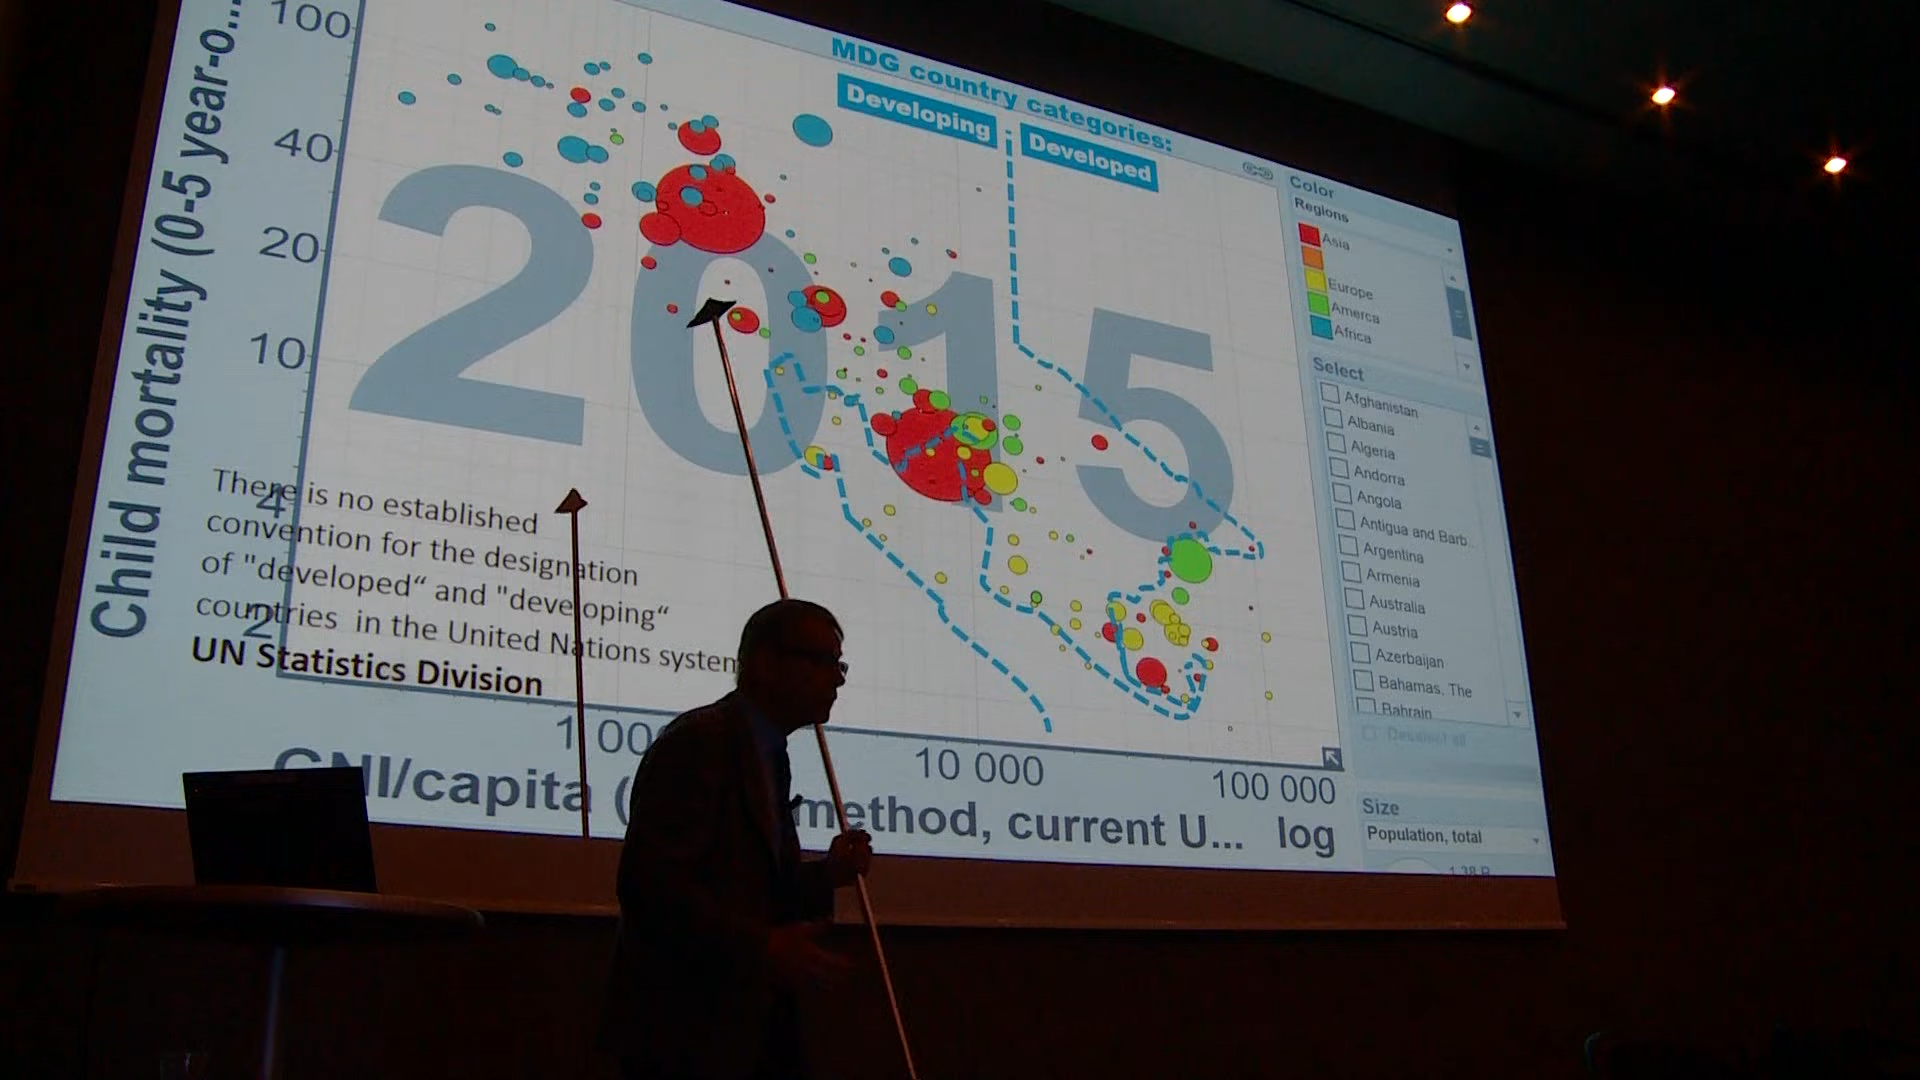 MDG country categories:
Developing
Developed
Child mortality (0-5 year-o...
100
40
20
10
4
2
2015
There is no established
convention for the designation
of "developed“ and "developing“
countries in the United Nations system
UN Statistics Division
1 000
10 000
100 000
GNI/capita (
method, current U...
log
Color
Regions
Asia
Europe
Amerca
Africa
Select
Afghanistan
Albania
Algeria
Andorra
Angola
Antigua and Barb...
Argentina
Armenia
Australia
Austria
Azerbaijan
Bahamas, The
Bahrain
Deselect all
Size
Population, total